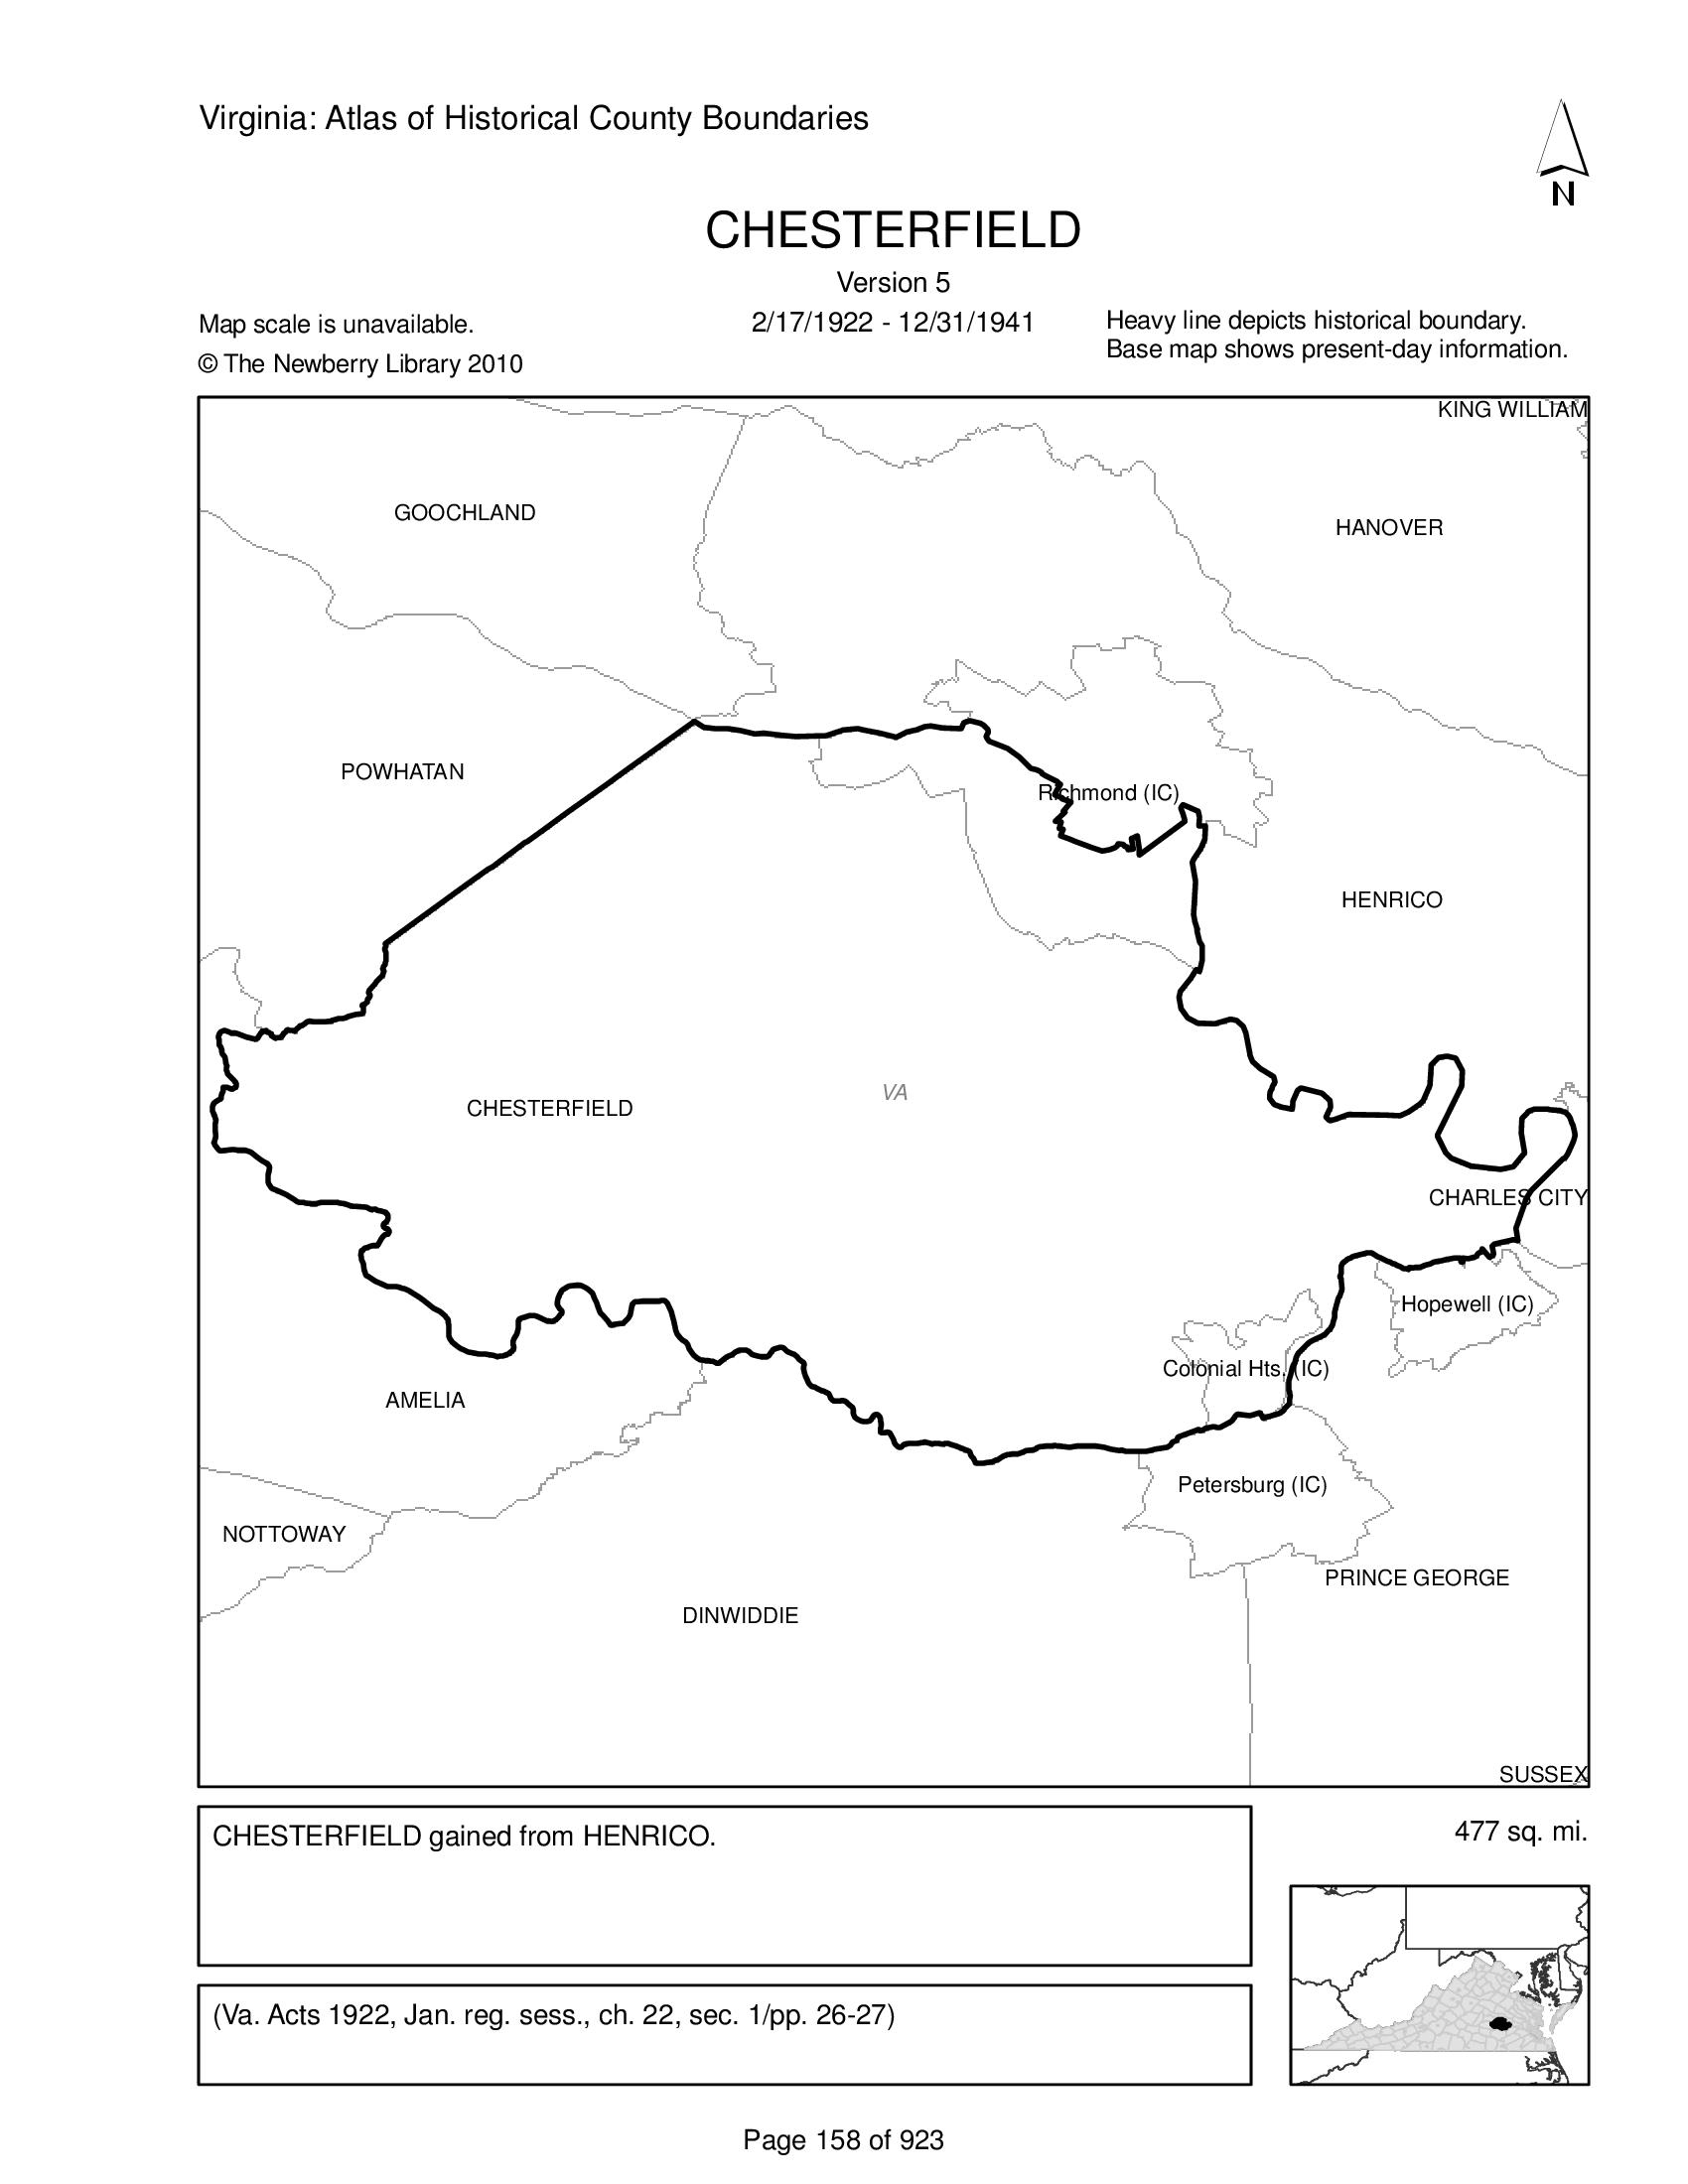 Virginia: Atlas of Historical County Boundaries
N
CHESTERFIELD
Version 5
Map scale is unavailable.
2/17/1922 - 12/31/1941
Heavy line depicts historical boundary.
© The Newberry Library 2010
Base map shows present-day information.
KING WILLIAM
GOOCHLAND
HANOVER
POWHATAN
Richmond (IC)
HENRICO
VA
CHESTERFIELD
CHARLES CITY
Hopewell (IC)
Colonial Hts. (IC)
AMELIA
Petersburg (IC)
NOTTOWAY
PRINCE GEORGE
DINWIDDIE
SUSSEX
CHESTERFIELD gained from HENRICO.
477 sq. mi.
(Va. Acts 1922, Jan. reg. sess., ch. 22, sec. 1/pp. 26-27)
Page 158 of 923